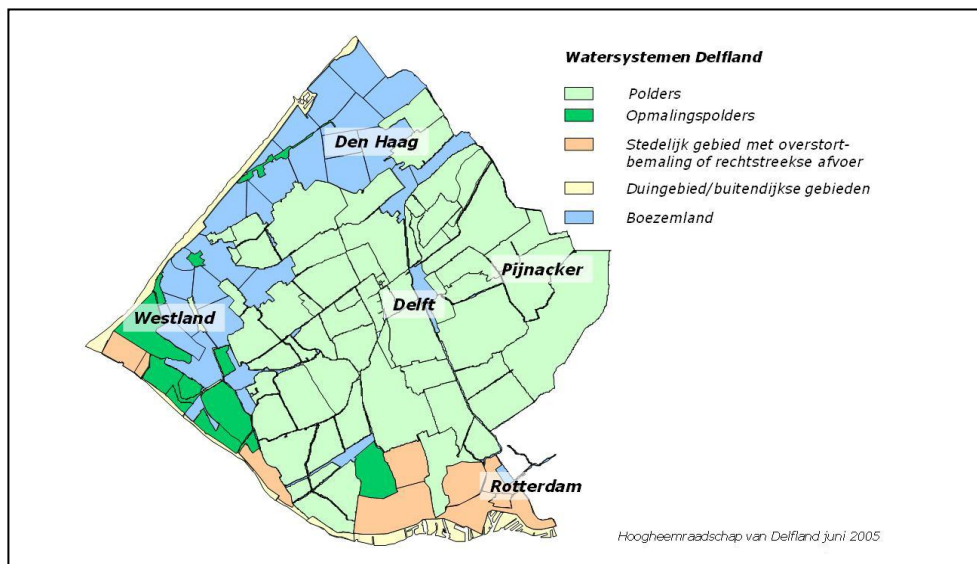 Watersystemen Delfland
Polders
Opmalingspolders
Stedelijk gebied met overstort-
bemaling of rechtstreekse afvoer
Duingebied/buitendijkse gebieden
Boezemland
Den Haag
Pijnacker
Delft
Westland
Rotterdam
Hoogheemraadschap van Delfland juni 2005